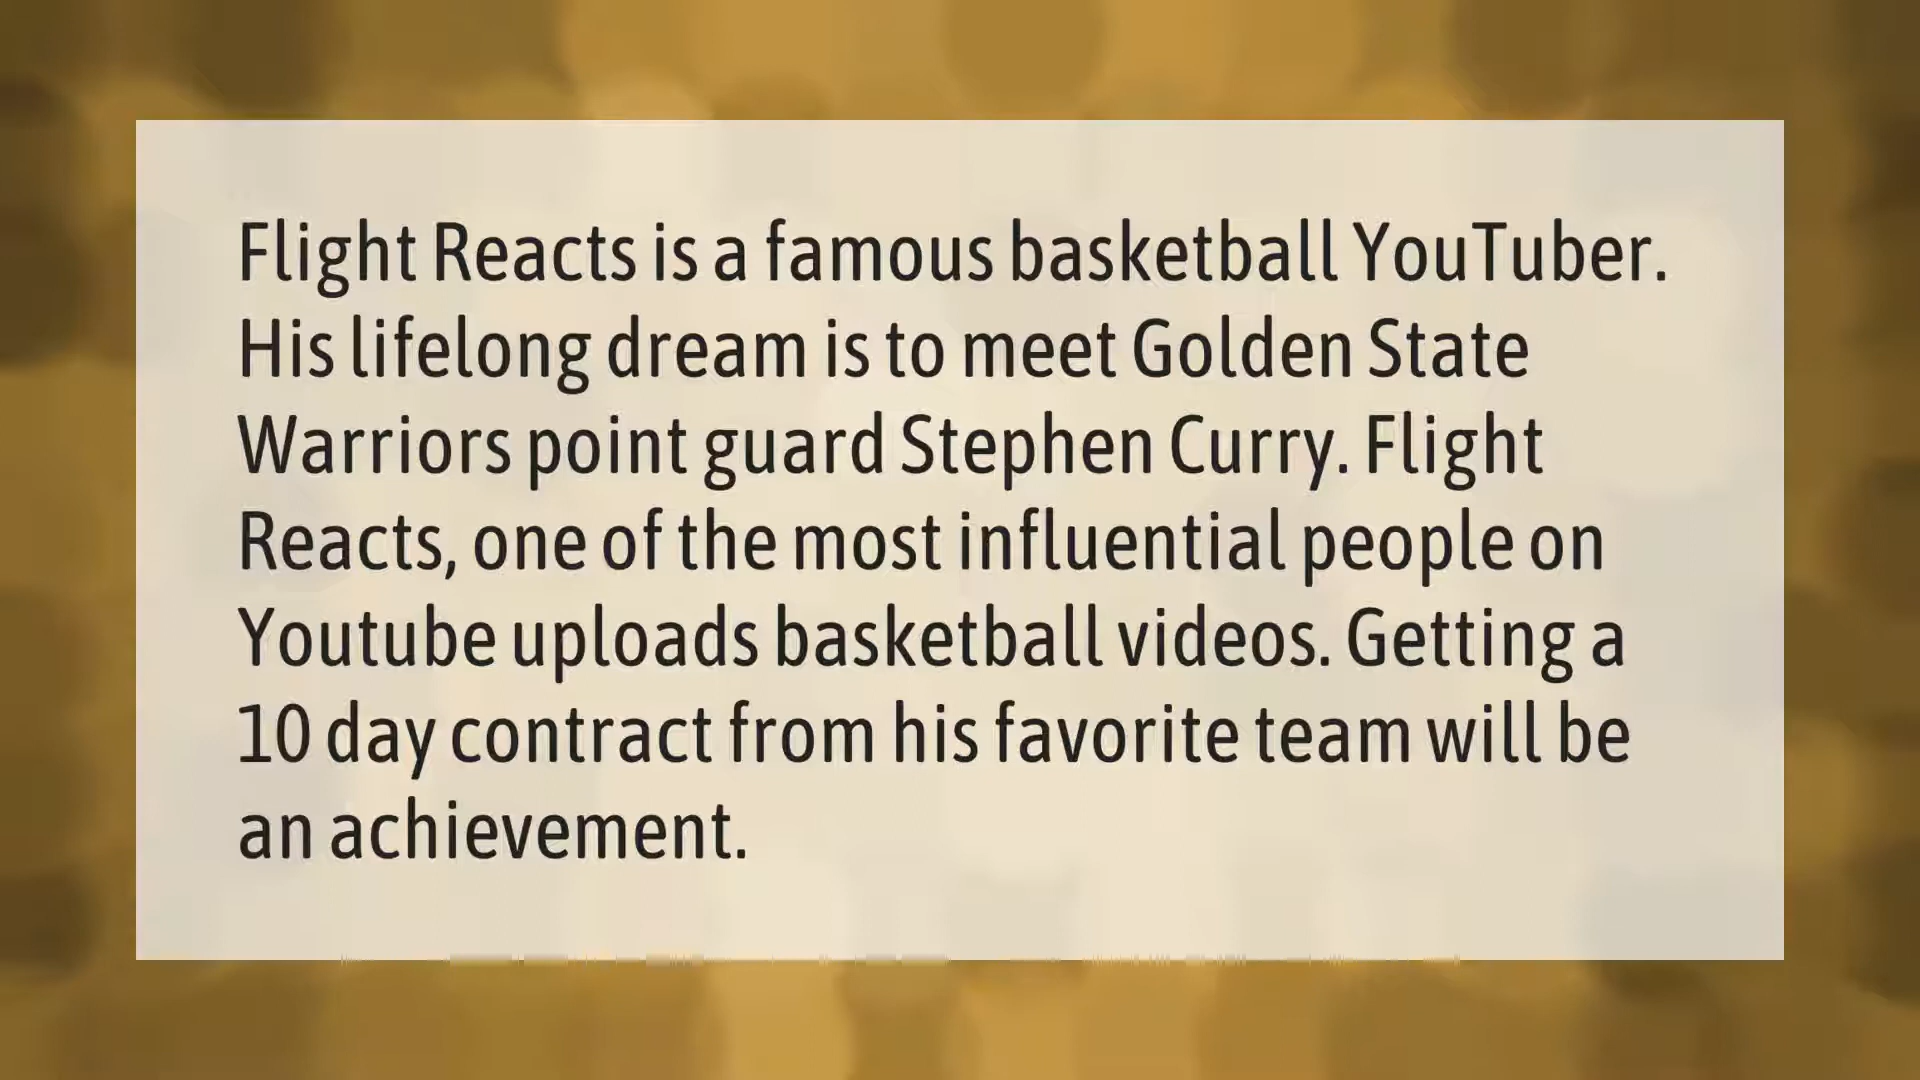 Flight Reacts is a famous basketball YouTuber.
His lifelong dream is to meet Golden State
Warriors point guard Stephen Curry. Flight
Reacts, one of the most influential people on
Youtube uploads basketball videos. Getting a
10 day contract from his favorite team will be
an achievement.